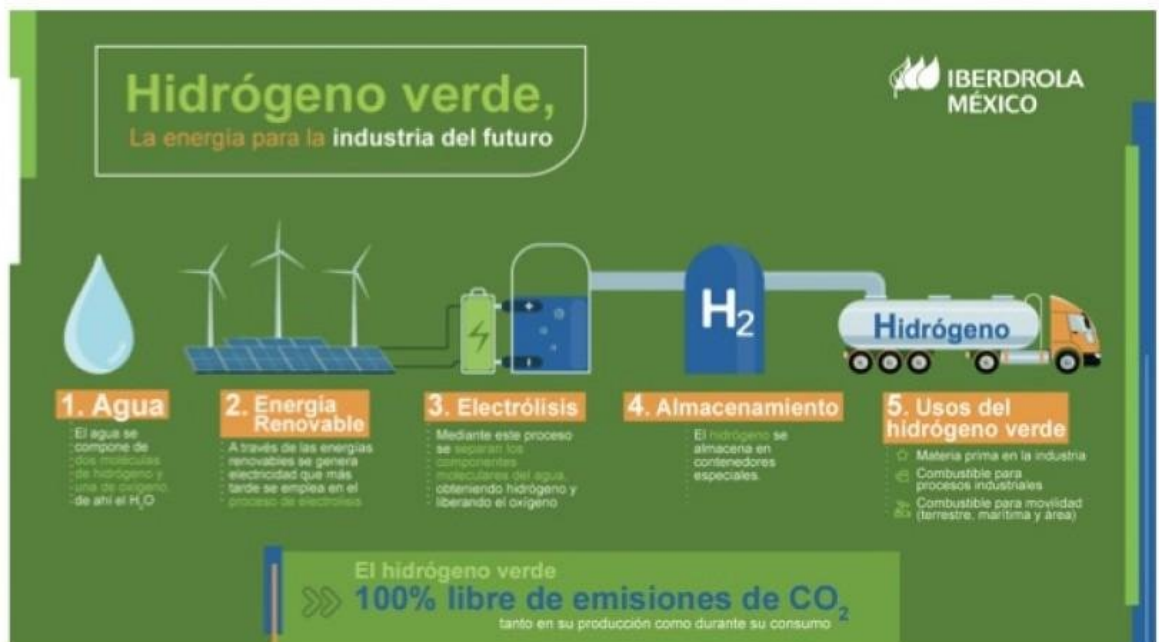 Hidrógeno verde,
La energía para la industria del futuro
IBERDROLA
MÉXICO
+
H2
Hidrógeno
1. Agua
El agua se
compone de
dos moléculas
de hidrógeno y
una de oxígeno,
de ahí el H₂O
2. Energía
Renovable
A través de las energías
renovables se genera
electricidad que más
tarde se emplea en el
proceso de electrólisis
3. Electrólisis
Mediante este proceso
se separan los
componentes
moleculares del agua,
obteniendo hidrógeno y
liberando el oxígeno
4. Almacenamiento
El hidrógeno se
almacena en
contenedores
especiales.
5. Usos del
hidrógeno verde
Materia prima en la industria
Combustible para
procesos industriales
Combustible para movilidad
(terrestre, marítima y área)
El hidrógeno verde
100% libre de emisiones de CO₂
tanto en su producción como durante su consumo